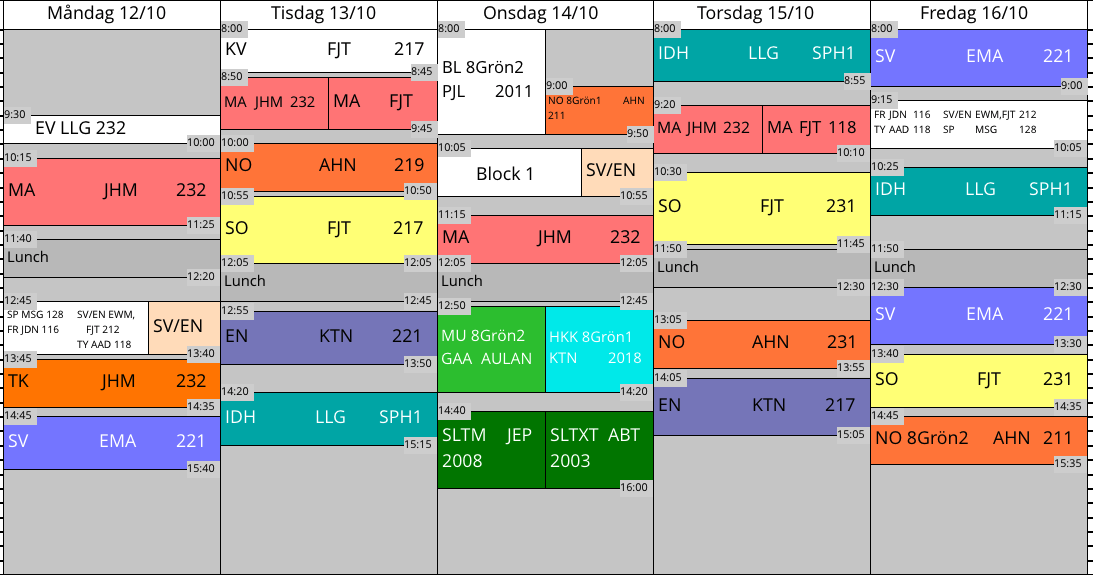 Måndag 12/10
9:30
EV LLG 232
10:00
10:15
MA JHM 232
11:25
11:40
Lunch
12:20
12:45
SP MSG 128 SV/EN EWM,
FR JDN 116 FJT 212
TY AAD 118
SV/EN
13:40
13:45
TK JHM 232
14:35
14:45
SV EMA 221
15:40
Tisdag 13/10
8:00
KV FJT 217
8:45
8:50
MA JHM 232 MA FJT
9:45
10:00
NO AHN 219
10:50
10:55
SO FJT 217
12:05 12:05
Lunch
12:45
12:55
EN KTN 221
13:50
14:20
IDH LLG SPH1
15:15
Onsdag 14/10
8:00
BL 8Grön2
PJL 2011
9:00
NO 8Grön1 AHN
211
9:50
10:05
Block 1 SV/EN
10:55
11:15
MA JHM 232
12:05 12:05
Lunch
12:45
12:50
MU 8Grön2
GAA AULAN
HKK 8Grön1
KTN 2018
14:20
14:40
SLTM JEP
2008
SLTXT ABT
2003
16:00
Torsdag 15/10
8:00
IDH LLG SPH1
8:55
9:20
MA JHM 232 MA FJT 118
10:10
10:30
SO FJT 231
11:45
11:50
Lunch
12:30
13:05
NO AHN 231
13:55
14:05
EN KTN 217
15:05
Fredag 16/10
8:00
SV EMA 221
9:00
9:15
FR JDN 116 SV/EN EWM,FJT 212
TY AAD 118 SP MSG 128
10:05
10:25
IDH LLG SPH1
11:15
11:50
Lunch
12:30 12:30
SV EMA 221
13:30
13:40
SO FJT 231
14:35
14:45
NO 8Grön2 AHN 211
15:35